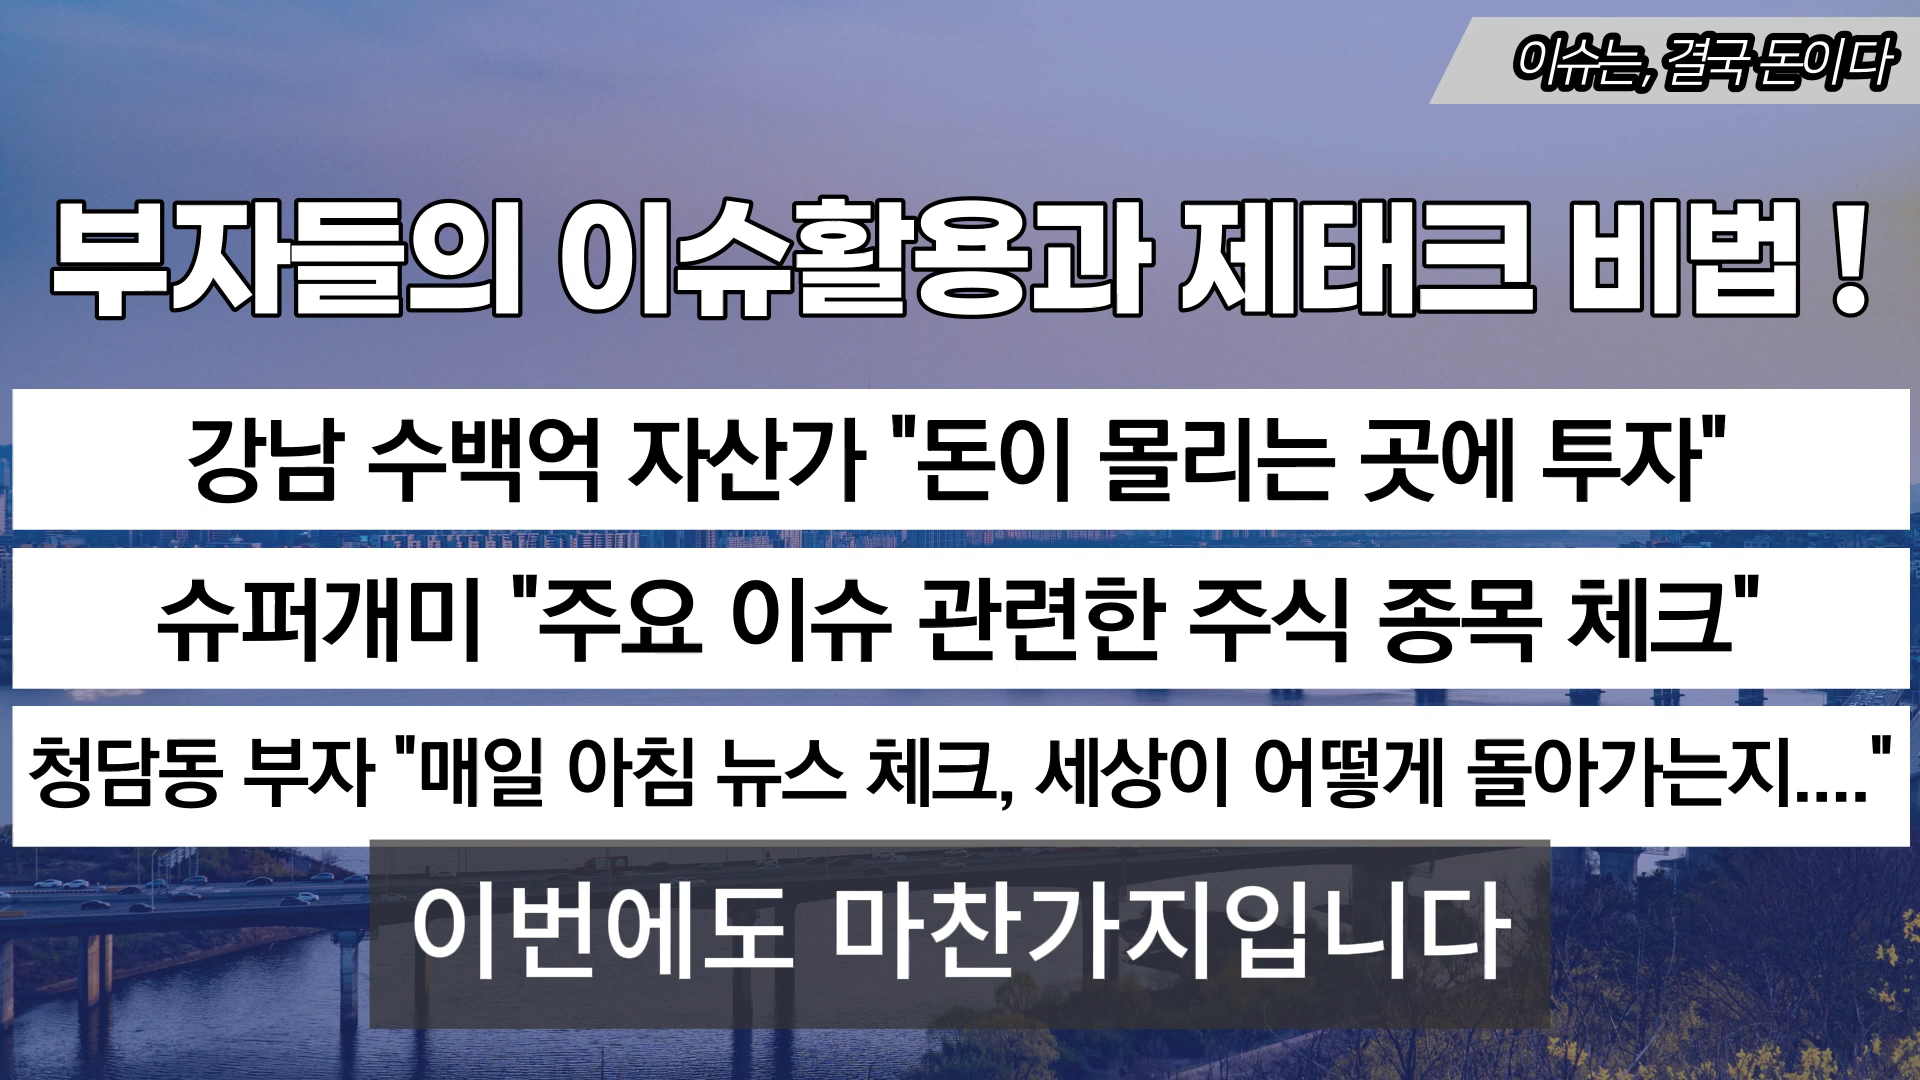 이슈는, 결국 돈이다
부자들의 이슈활용과 제태크 비법 !
강남 수백억 자산가 "돈이 몰리는 곳에 투자"
슈퍼개미 "주요 이슈 관련한 주식 종목 체크"
청담동 부자 "매일 아침 뉴스 체크, 세상이 어떻게 돌아가는지...."
이번에도 마찬가지입니다